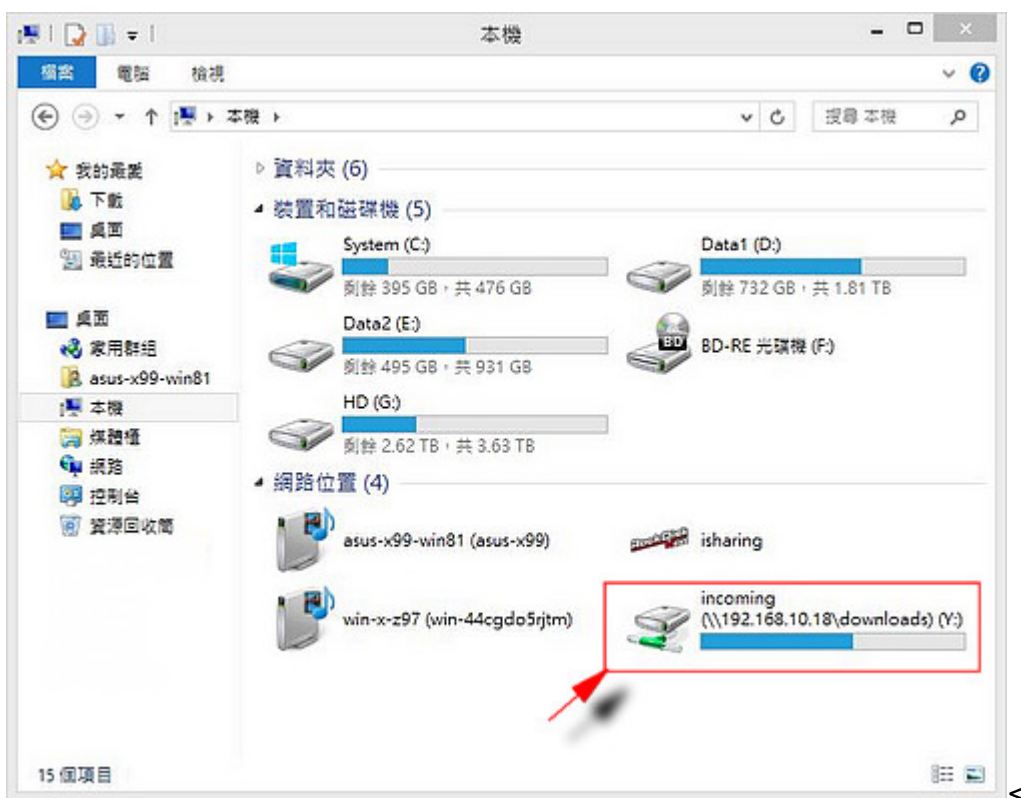 本機
檔案 電腦 檢視
本機
搜尋 本機
我的最愛
下載
桌面
最近的位置
桌面
家用群組
asus-x99-win81
本機
媒體櫃
網路
控制台
資源回收筒
資料夾 (6)
裝置和磁碟機 (5)
System (C:)
剩餘 395 GB,共 476 GB
Data1 (D:)
剩餘 732 GB,共 1.81 TB
Data2 (E:)
剩餘 495 GB,共 931 GB
BD
BD-RE 光碟機 (F:)
HD (G:)
剩餘 2.62 TB,共 3.63 TB
網路位置 (4)
asus-x99-win81 (asus-x99)
isharing
win-x-z97 (win-44cgdo5rjtm)
incoming
(\\192.168.10.18\downloads) (Y:)
15 個項目
<